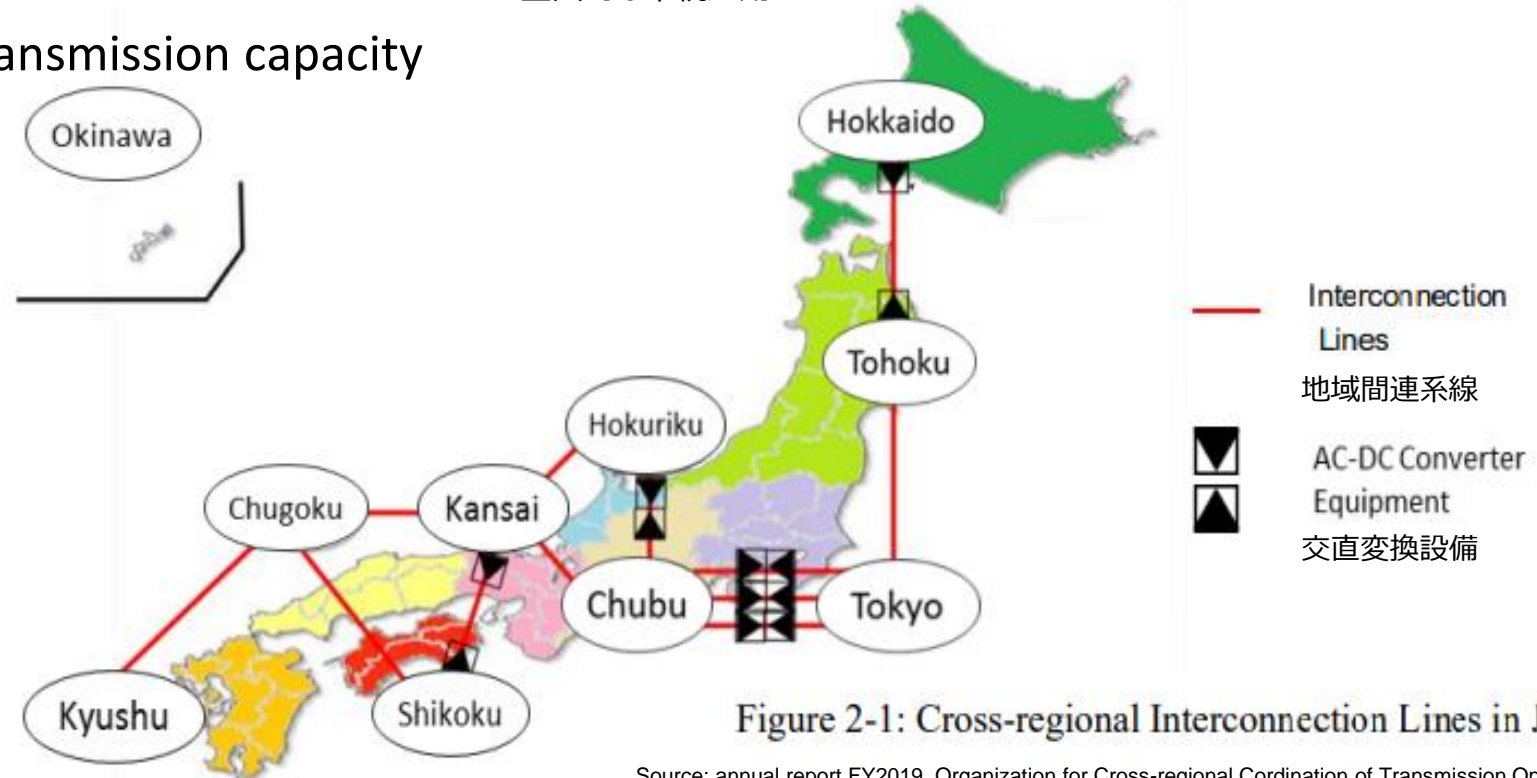 ansmission capacity
Okinawa
Hokkaido
Tohoku
Hokuriku
Chugoku
Kansai
Chubu
Tokyo
Kyushu
Shikoku
Interconnection
Lines
地域間連系線
AC-DC Converter
Equipment
交直変換設備
Figure 2-1: Cross-regional Interconnection Lines in J
Source: annual report FY2019, Organization for Cross-regional Cordination of Transmission Op